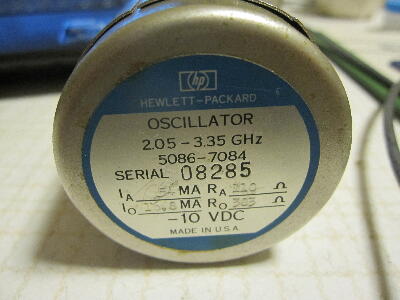 hp
HEWLETT-PACKARD
OSCILLATOR
2.05 - 3.35 GHz
5086-7084
SERIAL 08285
IA MA RA Ω
IO MA RO Ω
-10 VDC
MADE IN U.S.A